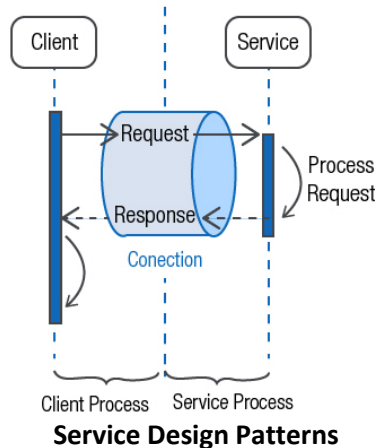 Client
Service
Request
Process
Request
Response
Conection
Client Process
Service Process
Service Design Patterns